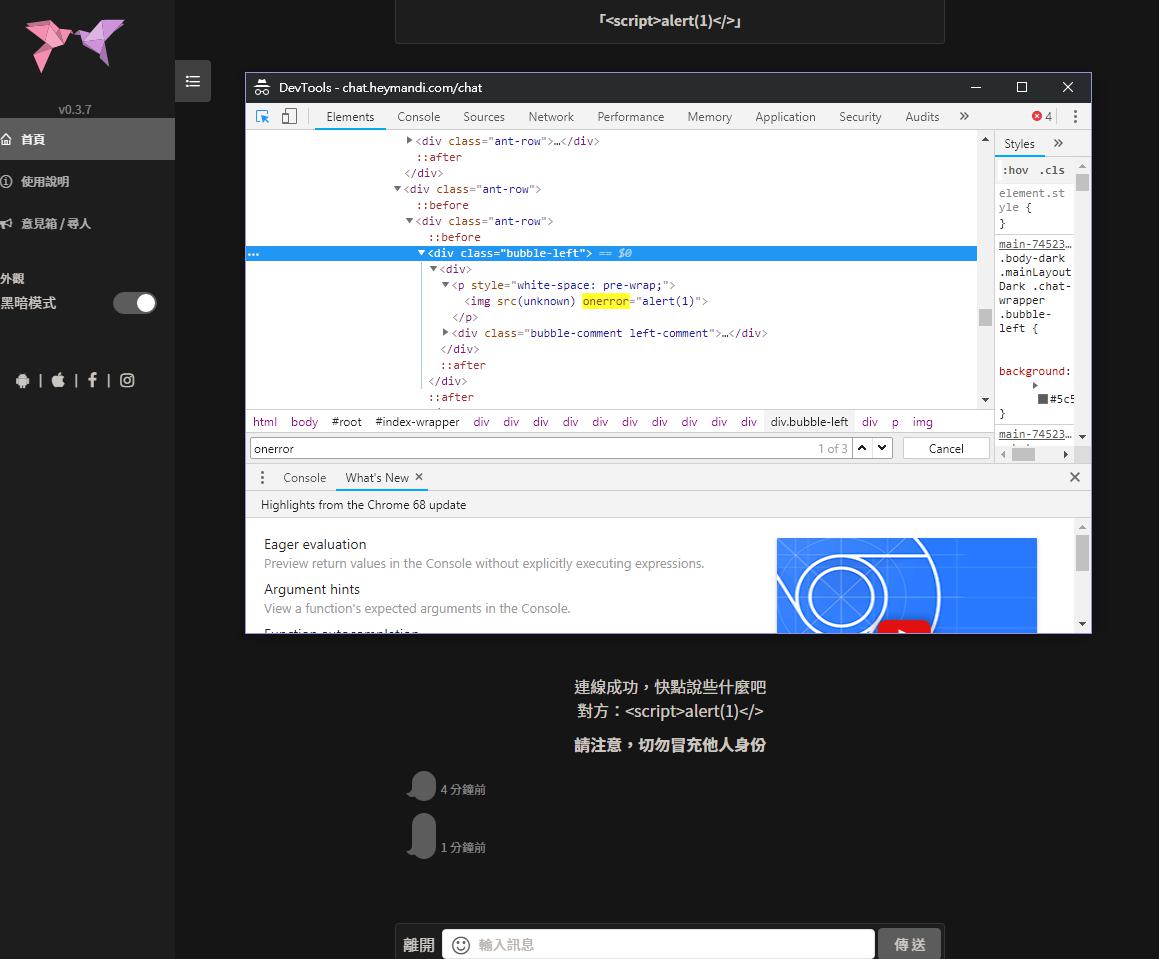 「<script>alert(1)</>」
v0.3.7
首頁
使用說明
意見箱 / 尋人
外觀
黑暗模式
DevTools - chat.heymandi.com/chat
Elements Console Sources Network Performance Memory Application Security Audits » 4
<div class="ant-row">…</div>
::after
</div>
<div class="ant-row">
::before
<div class="ant-row">
::before
... <div class="bubble-left"> == $0
<div>
<p style="white-space: pre-wrap;">
<img src(unknown) onerror="alert(1)">
</p>
<div class="bubble-comment left-comment">…</div>
</div>
::after
</div>
::after
Styles »
:hov .cls
element.st
yle {
}
main-74523…
.body-dark
.mainLayout
Dark .chat-
wrapper
.bubble-
left {
background:
#5c5
}
main-74523…
html body #root #index-wrapper div div div div div div div div div div div.bubble-left div p img
onerror 1 of 3 Cancel
Console What's New ×
Highlights from the Chrome 68 update
Eager evaluation
Preview return values in the Console without explicitly executing expressions.
Argument hints
View a function's expected arguments in the Console.
Function autocompletion
連線成功，快點說些什麼吧
對方：<script>alert(1)</>
請注意，切勿冒充他人身份
4 分鐘前
1 分鐘前
離開 輸入訊息 傳送